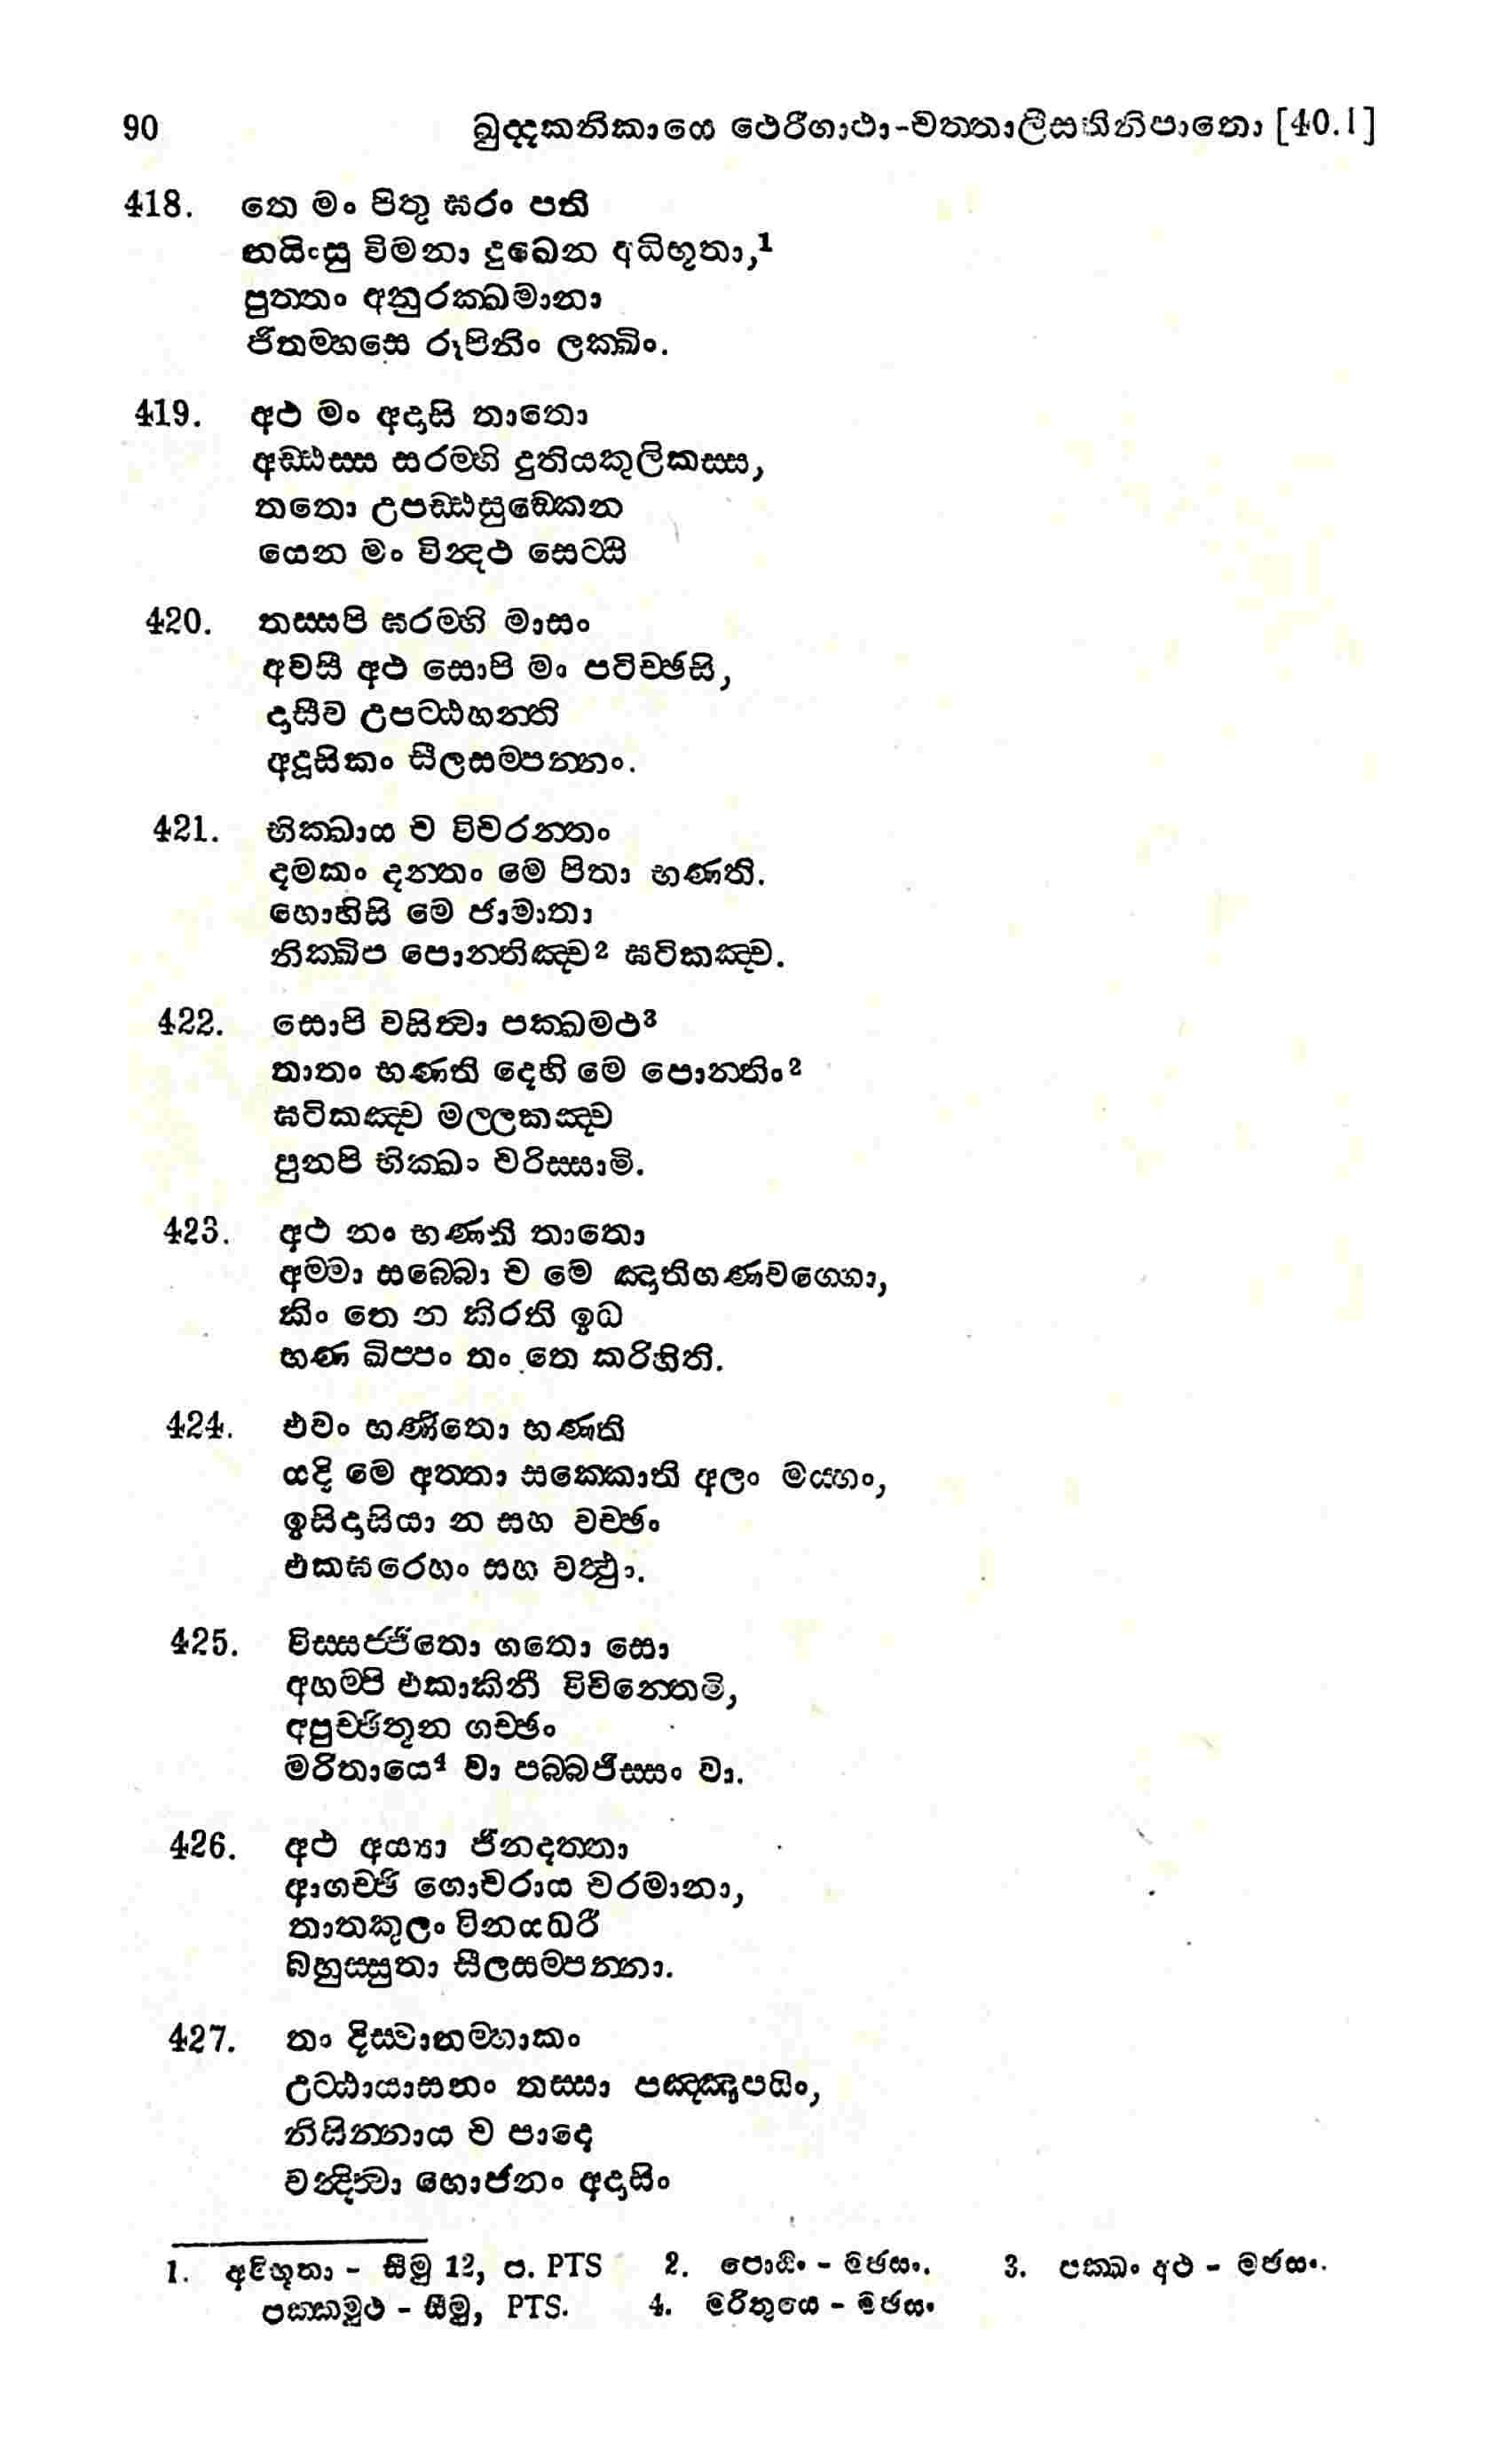 90 ඛුද්දකනිකායෙ ථෙරීගාථා-චත්තාලීසතිනිපාතො [40.1]
418. තෙ මං පිතු ඝරං පති
නයිංසු විමනා දුඛෙන අධිභූතා,1
පුත්තං අනුරක්ඛමානා
ජිතම්හසෙ රූපිනිං ලක්ඛිං.
419. අථ මං අදාසි තාතො
අඩ්ඪස්ස ඝරම්හි දුතියකුලිකස්ස,
තතො උපඩ්ඪසුඞ්කෙන
යෙන මං වින්දථ සෙට්ඨි
420. තස්සපි ඝරම්හි මාසං
අවසී අථ සොපි මං පටිච්ඡසි,
දාසීව උපට්ඨහන්ති
අදූසිකං සීලසම්පන්නං.
421. භික්ඛාය ච විචරන්තං
දමකං දන්තං මෙ පිතා භණති.
හොහිසි මෙ ජාමාතා
නික්ඛිප පොන්තිඤ්ච2 ඝටිකඤ්ච.
422. සොපි වසිත්වා පක්ඛමථ3
තාතං භණති දෙහි මෙ පොන්තිං2
ඝටිකඤ්ච මල්ලකඤ්ච
පුනපි භික්ඛං චරිස්සාමි.
423. අථ නං භණති තාතො
අම්මා සබ්බො ච මෙ ඤාතිගණවග්ගො,
කිං තෙ න කිරති ඉධ
භණ ඛිප්පං තං තෙ කරිහිති.
424. එවං භණිතො භණති
යදි මෙ අත්තා සක්කොති අලං මය්හං,
ඉසිදාසියා න සහ වච්ඡං
එකඝරෙහං සහ වත්ථුං.
425. විස්සජ්ජිතො ගතො සො
අහම්පි එකාකිනී විචින්තෙමි,
අපුච්ඡිතූන ගච්ඡං
මරිතායෙ4 වා පබ්බජිස්සං වා.
426. අථ අය්‍යා ජිනදත්තා
ආගච්ඡි ගොචරාය චරමානා,
තාතකුලං විනයධරී
බහුස්සුතා සීලසම්පන්නා.
427. තං දිස්වානම්හාකං
උට්ඨායාසනං තස්සා පඤ්ඤාපයිං,
නිසින්නාය ච පාදෙ
වන්දිත්වා භොජනං අදාසිං
1. අවිභූතා - සීමු 12, ප. PTS 2. පොඨිං - මජසං. 3. පක්ඛං අථ - මජසං.
පක්කමුථ - සීමු, PTS. 4. මරිතුයෙ - මජසං